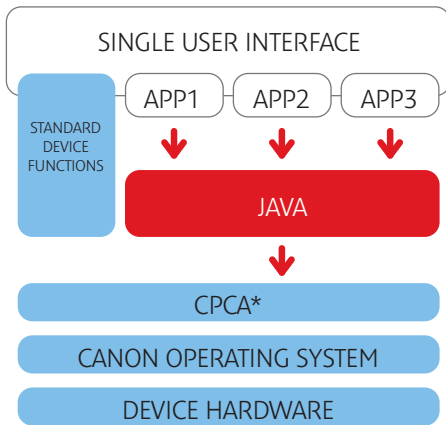 SINGLE USER INTERFACE
STANDARD
DEVICE
FUNCTIONS
APP1
APP2
APP3
JAVA
CPCA*
CANON OPERATING SYSTEM
DEVICE HARDWARE